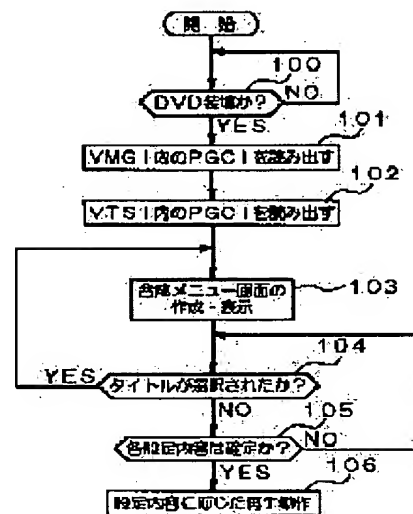 開 始
100
DVD装填か?
NO
YES
101
VMGI内のPGCIを読み出す
102
VTSI内のPGCIを読み出す
103
合成メニュー画面の
作成・表示
104
YES
タイトルが選択されたか?
NO
105
各設定内容は確定か?
NO
YES
106
設定内容に応じた再生動作